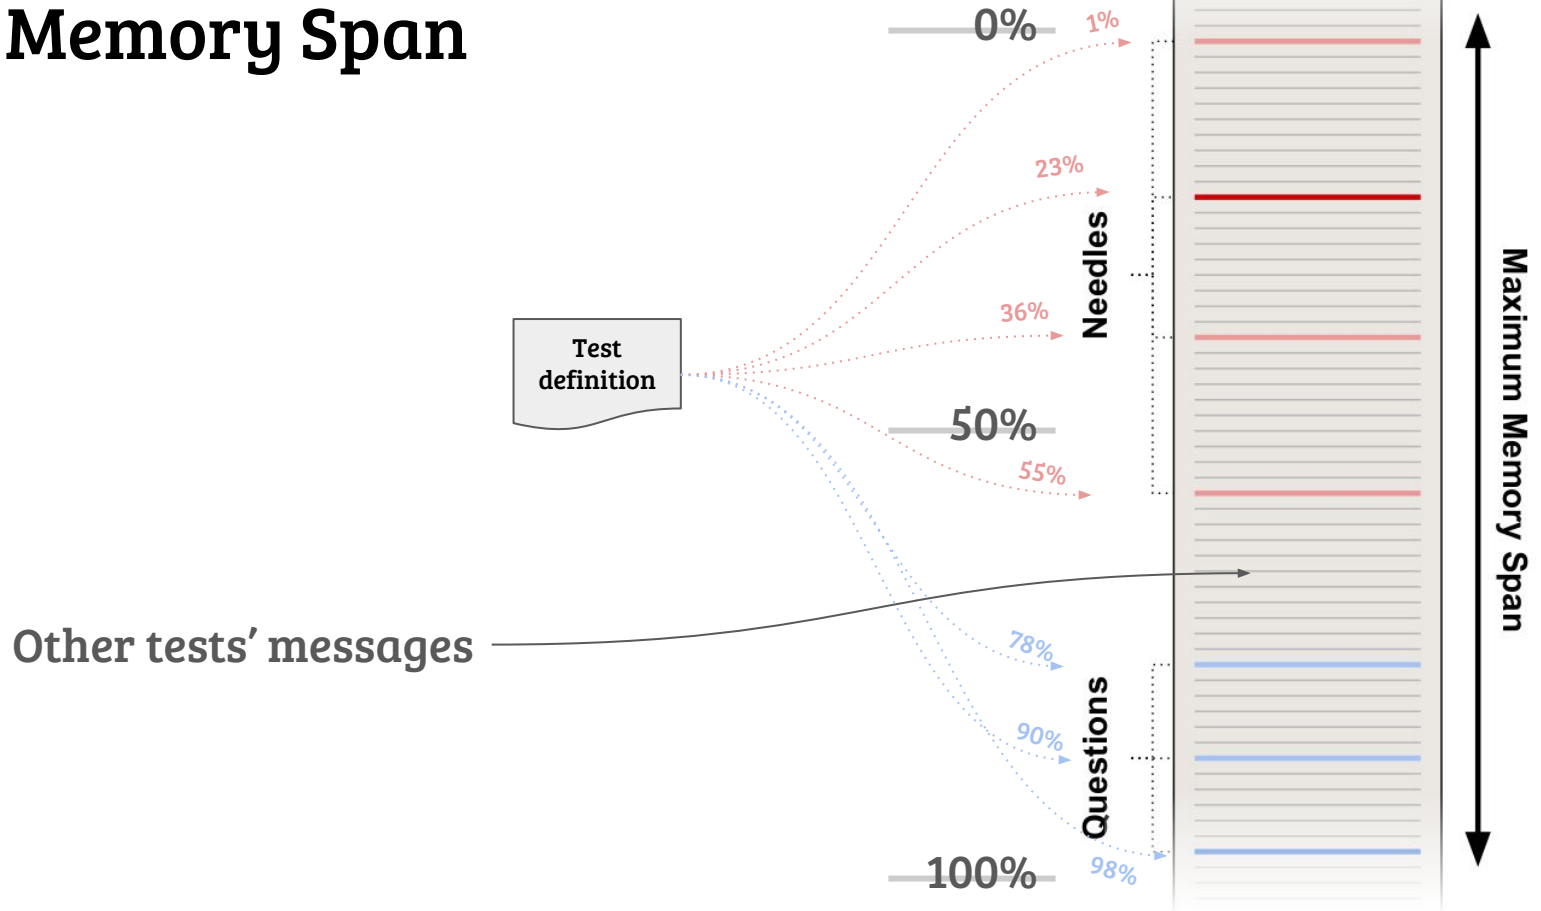 Memory Span
0%
1%
23%
Needles
36%
Test
definition
50%
55%
Maximum Memory Span
Other tests’ messages
78%
90%
Questions
98%
100%